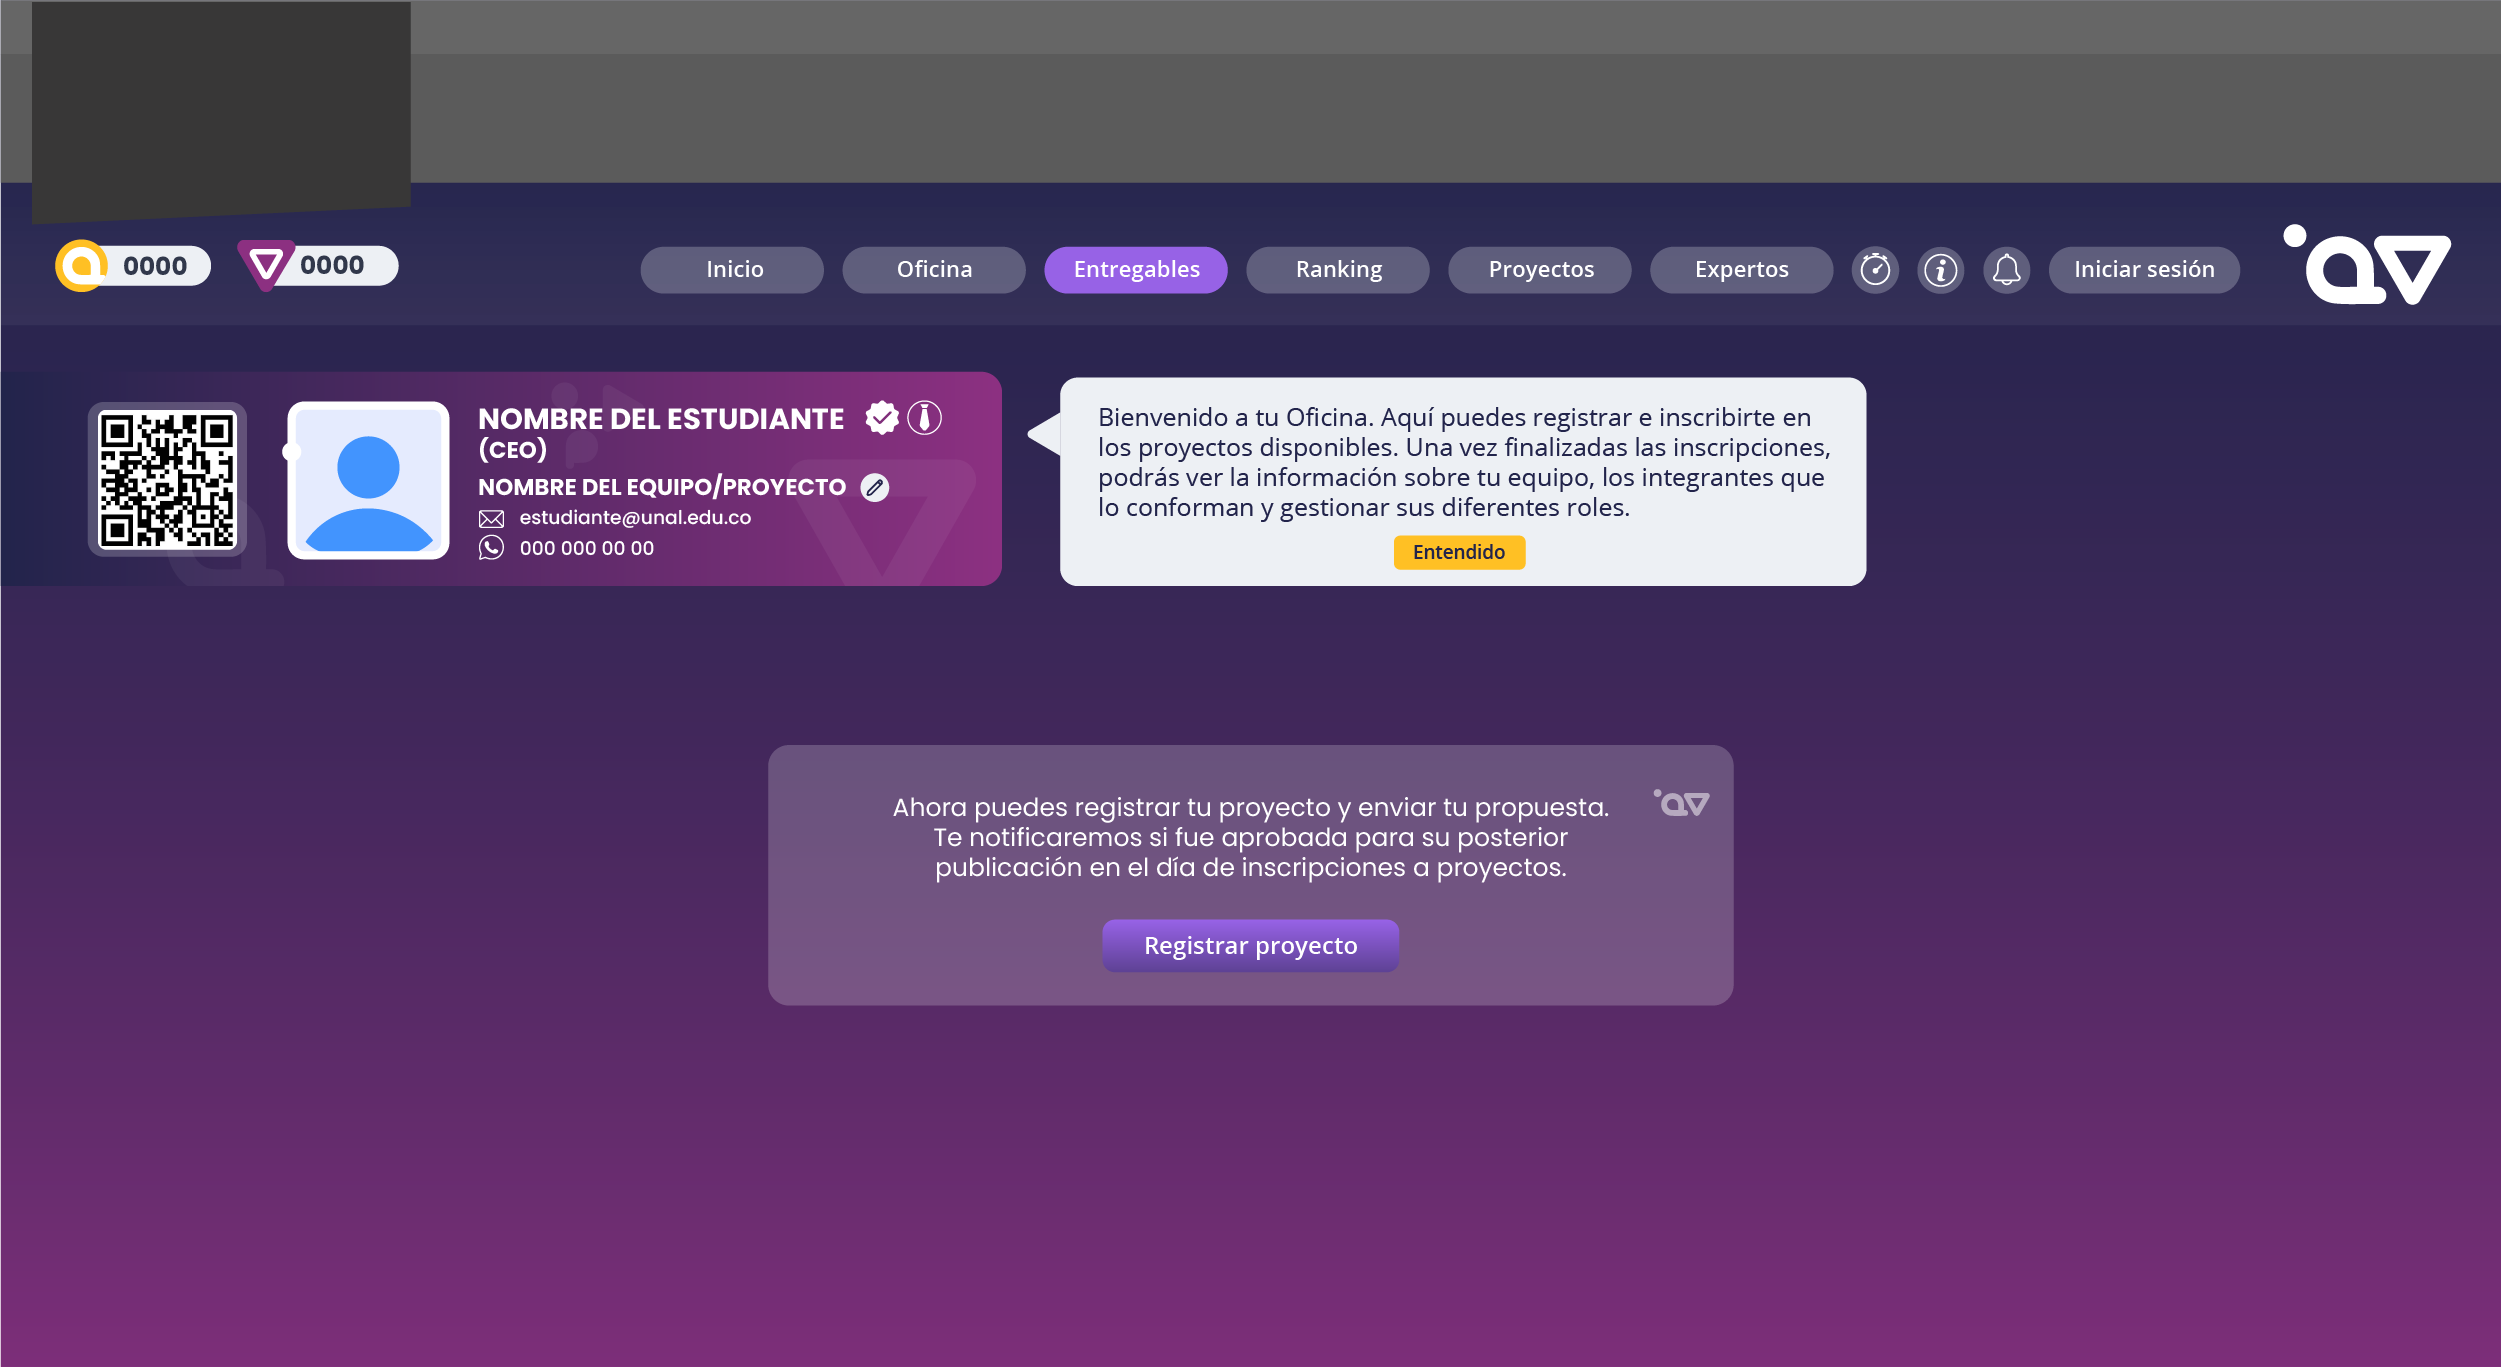 0000
0000
Inicio
Oficina
Entregables
Ranking
Proyectos
Expertos
Iniciar sesión
NOMBRE DEL ESTUDIANTE
(CEO)
NOMBRE DEL EQUIPO/PROYECTO
estudiante@unal.edu.co
000 000 00 00
Bienvenido a tu Oficina. Aquí puedes registrar e inscribirte en
los proyectos disponibles. Una vez finalizadas las inscripciones,
podrás ver la información sobre tu equipo, los integrantes que
lo conforman y gestionar sus diferentes roles.
Entendido
Ahora puedes registrar tu proyecto y enviar tu propuesta.
Te notificaremos si fue aprobada para su posterior
publicación en el día de inscripciones a proyectos.
Registrar proyecto